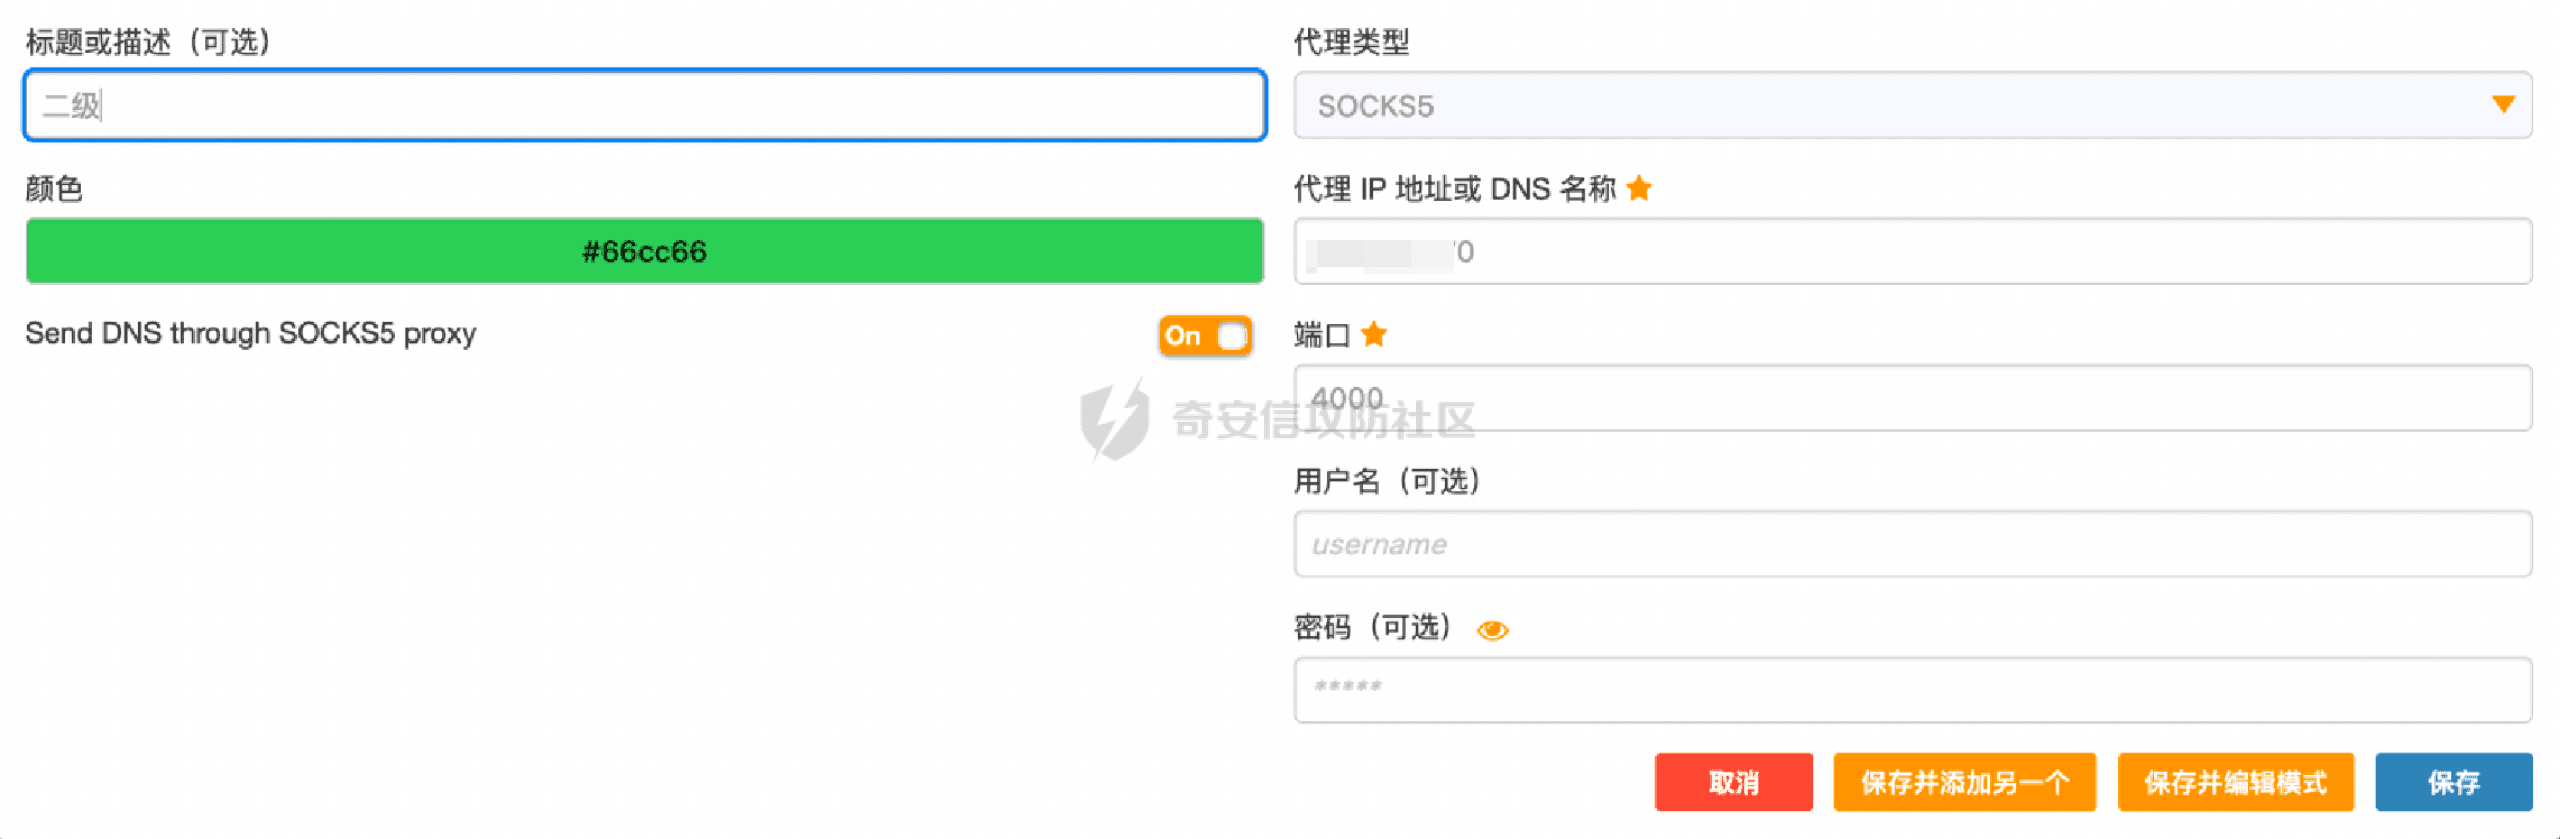 标题或描述（可选）
二级
颜色
#66cc66
Send DNS through SOCKS5 proxy
On
代理类型
SOCKS5
代理 IP 地址或 DNS 名称
0
端口
4000
奇安信攻防社区
用户名（可选）
username
密码（可选）
*****
取消
保存并添加另一个
保存并编辑模式
保存